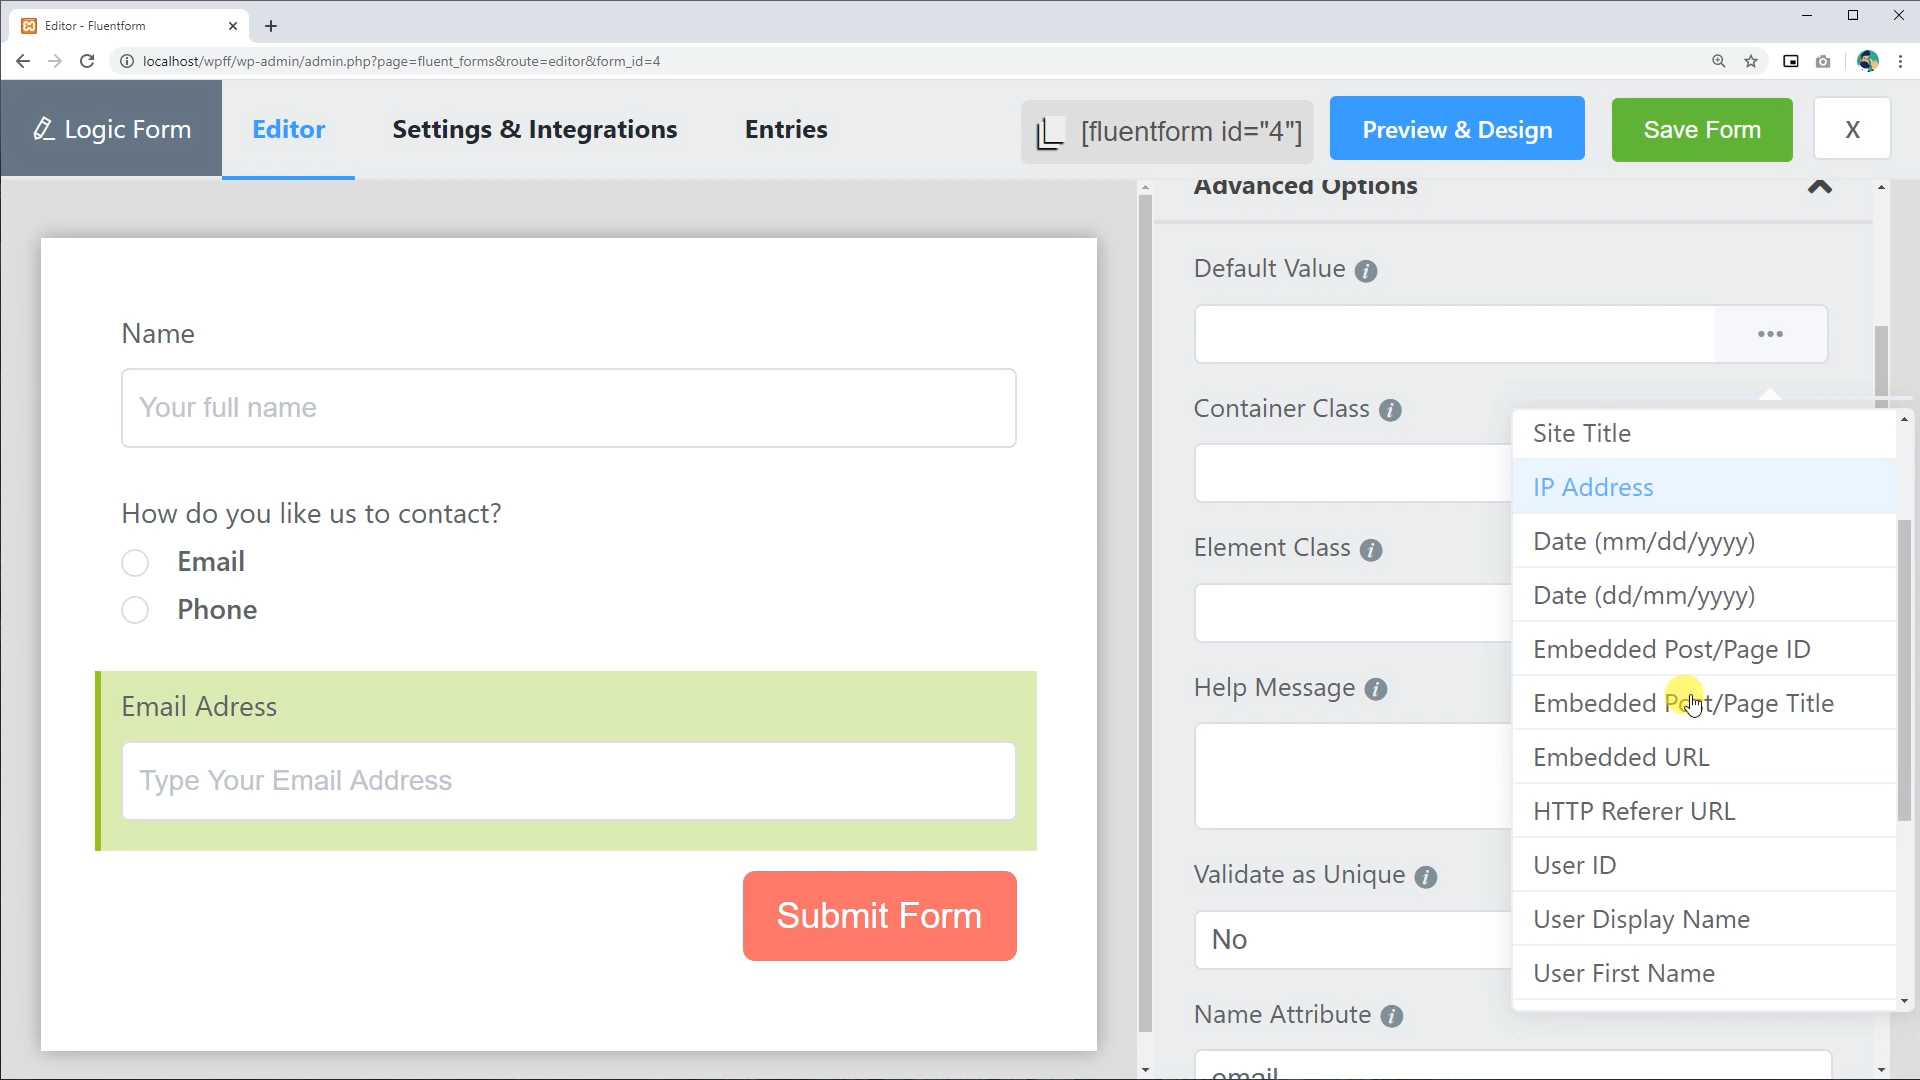 Editor - Fluentform
localhost/wpff/wp-admin/admin.php?page=fluent_forms&route=editor&form_id=4
Logic Form
Editor
Settings & Integrations
Entries
[fluentform id="4"]
Preview & Design
Save Form
X
Advanced Options
Default Value
Name
Your full name
Container Class
Site Title
IP Address
How do you like us to contact?
Email
Phone
Element Class
Date (mm/dd/yyyy)
Date (dd/mm/yyyy)
Embedded Post/Page ID
Help Message
Embedded Post/Page Title
Email Adress
Type Your Email Address
Embedded URL
HTTP Referer URL
Validate as Unique
User ID
No
User Display Name
Submit Form
User First Name
Name Attribute
email